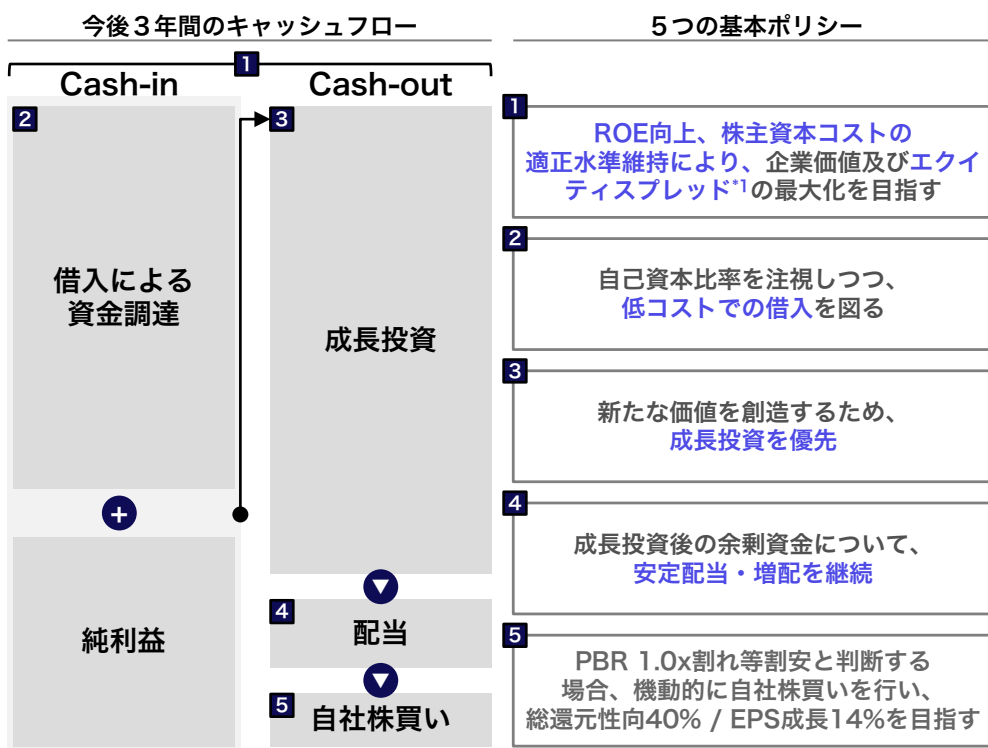 今後３年間のキャッシュフロー
1
Cash-in
Cash-out
2
借入による
資金調達
+
純利益
3
成長投資
▼
4
配当
▼
5
自社株買い
５つの基本ポリシー
1
ROE向上、株主資本コストの
適正水準維持により、企業価値及びエクイ
ティスプレッド*1の最大化を目指す
2
自己資本比率を注視しつつ、
低コストでの借入を図る
3
新たな価値を創造するため、
成長投資を優先
4
成長投資後の余剰資金について、
安定配当・増配を継続
5
PBR 1.0x割れ等割安と判断する
場合、機動的に自社株買いを行い、
総還元性向40% / EPS成長14%を目指す